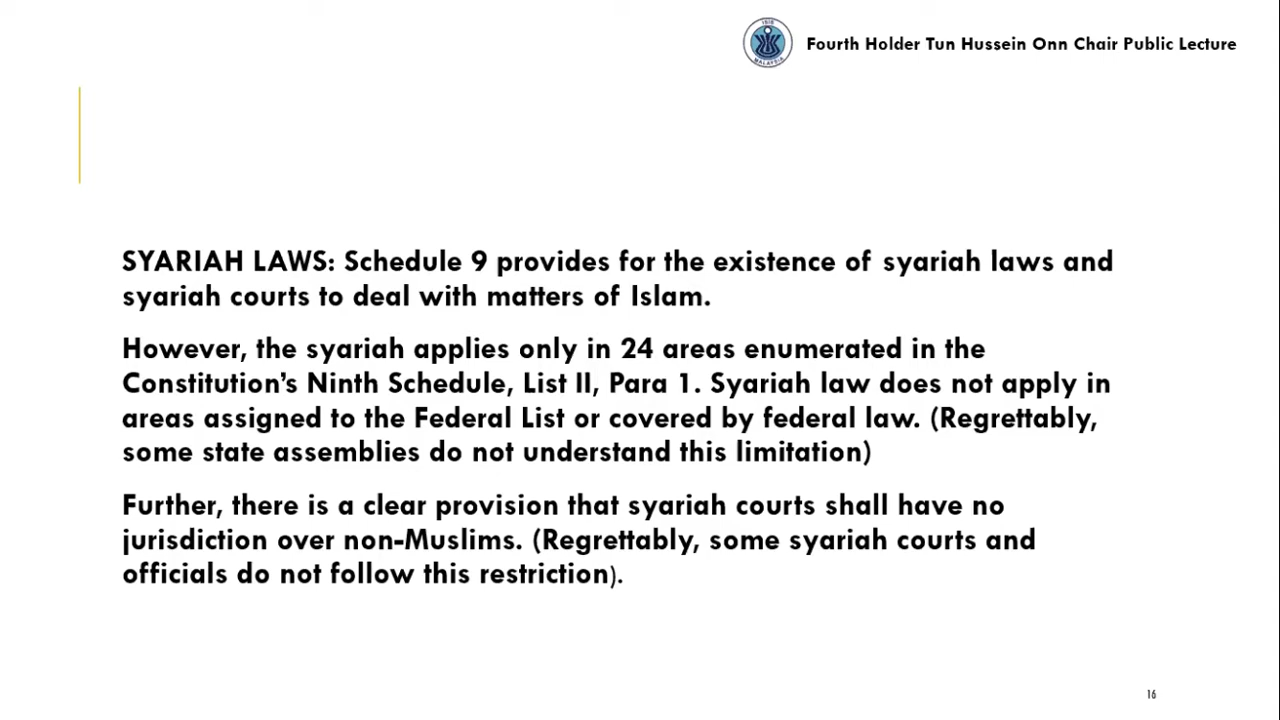 ISIS
MALAYSIA
Fourth Holder Tun Hussein Onn Chair Public Lecture
SYARIAH LAWS: Schedule 9 provides for the existence of syariah laws and
syariah courts to deal with matters of Islam.
However, the syariah applies only in 24 areas enumerated in the
Constitution’s Ninth Schedule, List II, Para 1. Syariah law does not apply in
areas assigned to the Federal List or covered by federal law. (Regrettably,
some state assemblies do not understand this limitation)
Further, there is a clear provision that syariah courts shall have no
jurisdiction over non-Muslims. (Regrettably, some syariah courts and
officials do not follow this restriction).
16